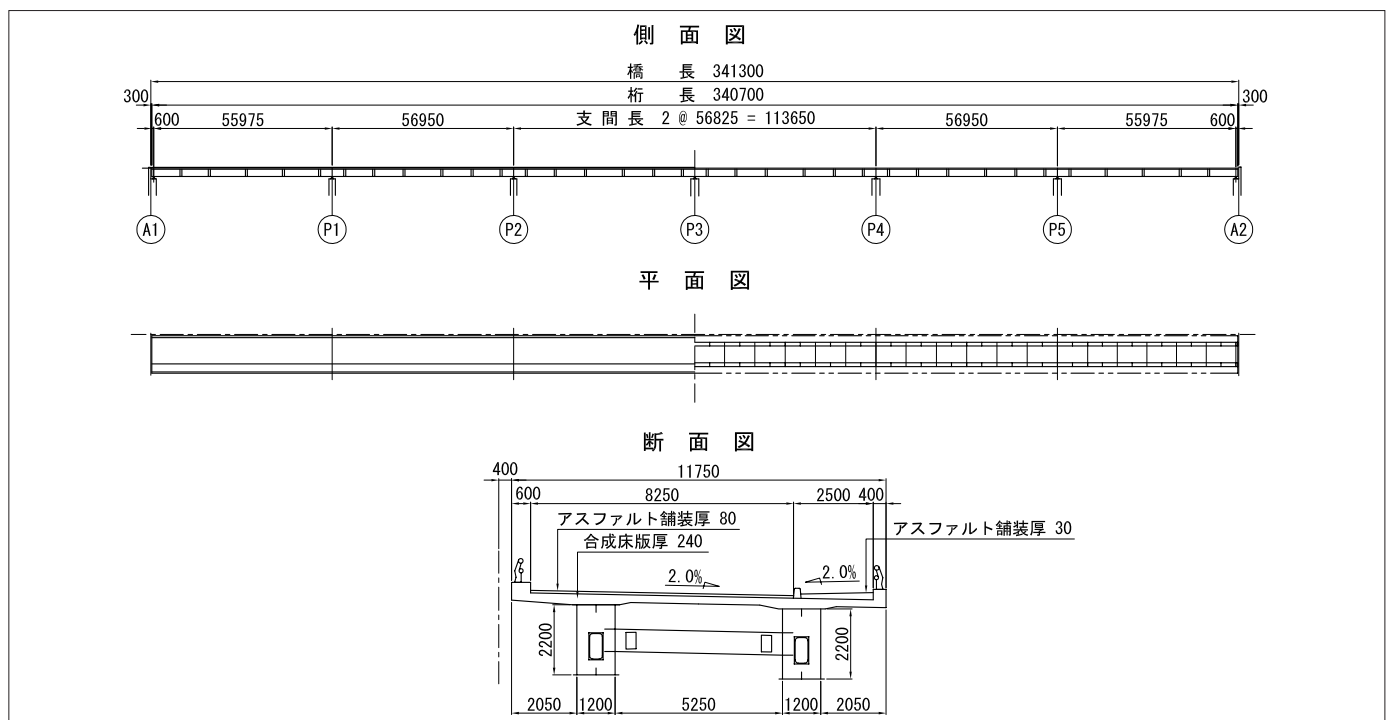 側 面 図
橋 長 341300
300 桁 長 340700 300
600 55975 56950 支 間 長 2 @ 56825 = 113650 56950 55975 600
A1 P1 P2 P3 P4 P5 A2
平 面 図
断 面 図
400 11750
600 8250 2500 400
アスファルト舗装厚 80
アスファルト舗装厚 30
合成床版厚 240
2.0% 2.0%
2200 2200
2050 1200 5250 1200 2050